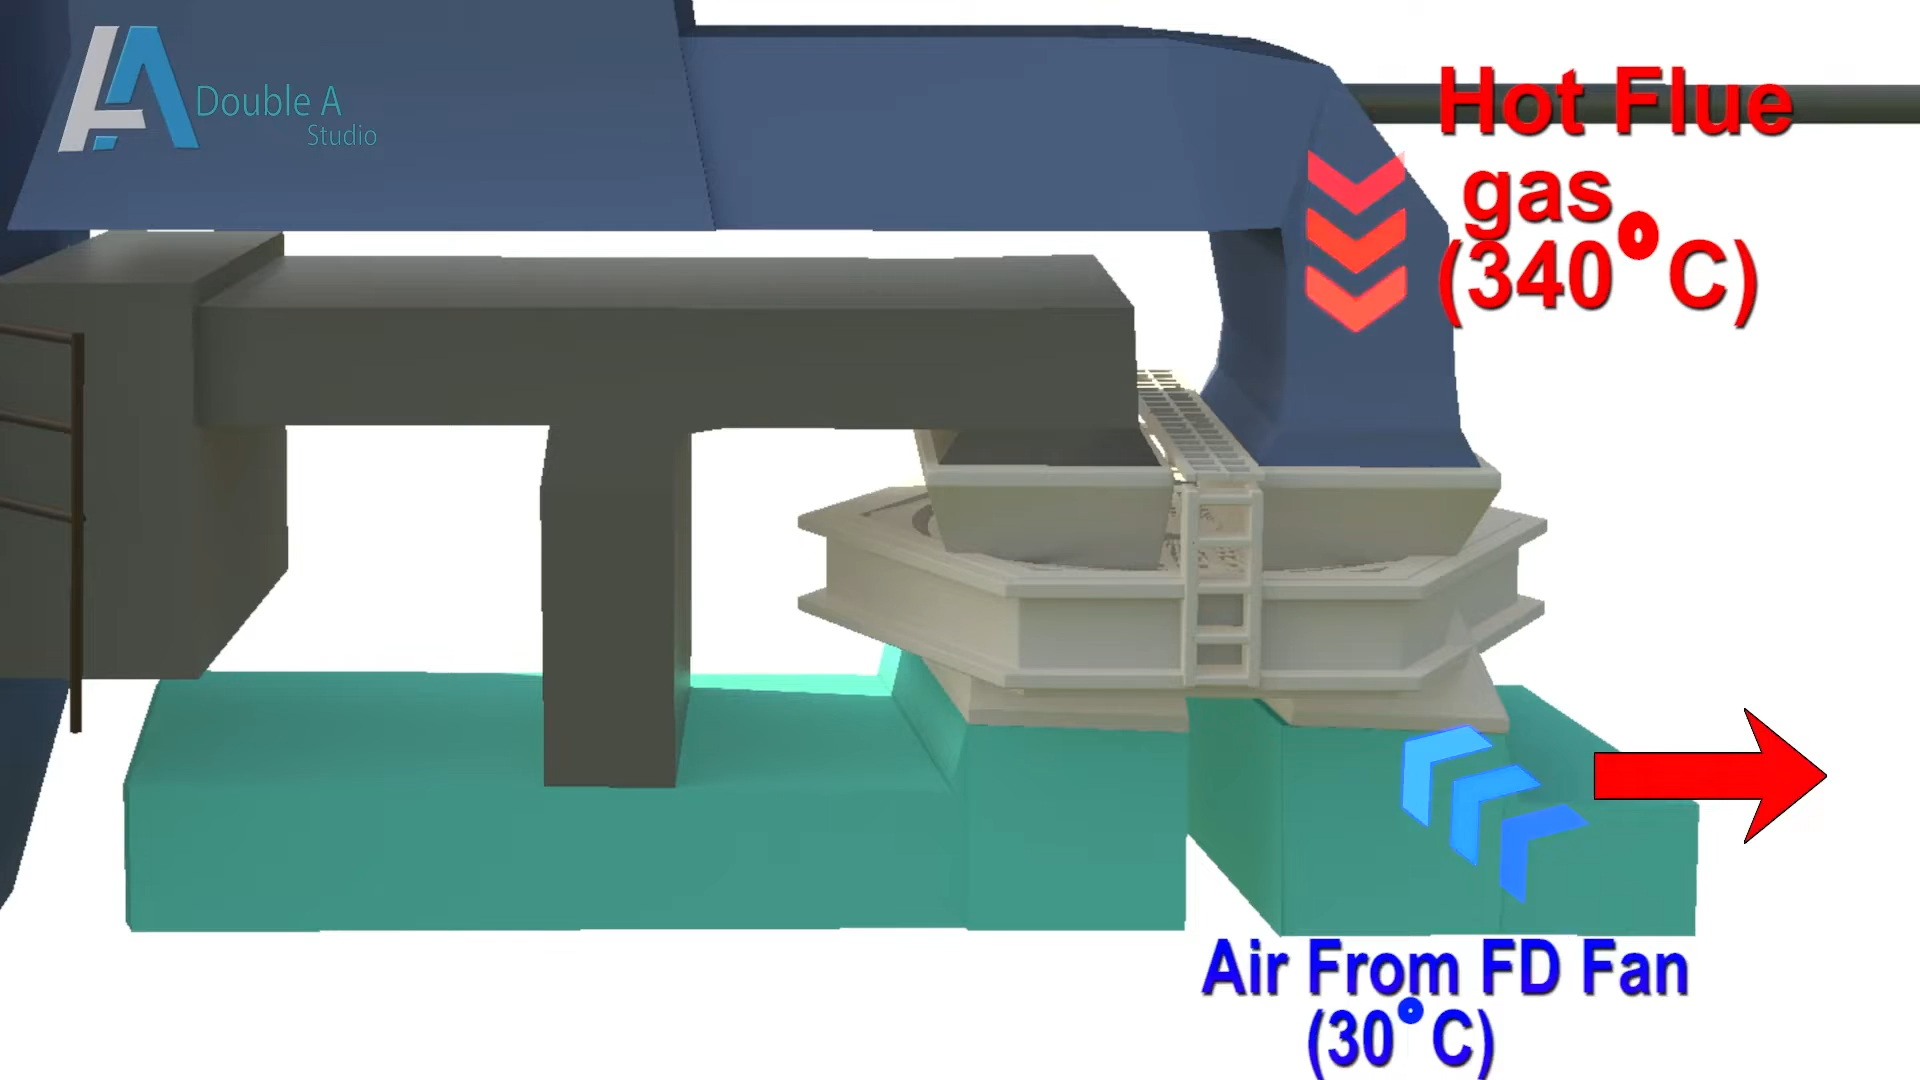 Double A
Studio
Hot Flue
gas
(340°C)
Air From FD Fan
(30°C)